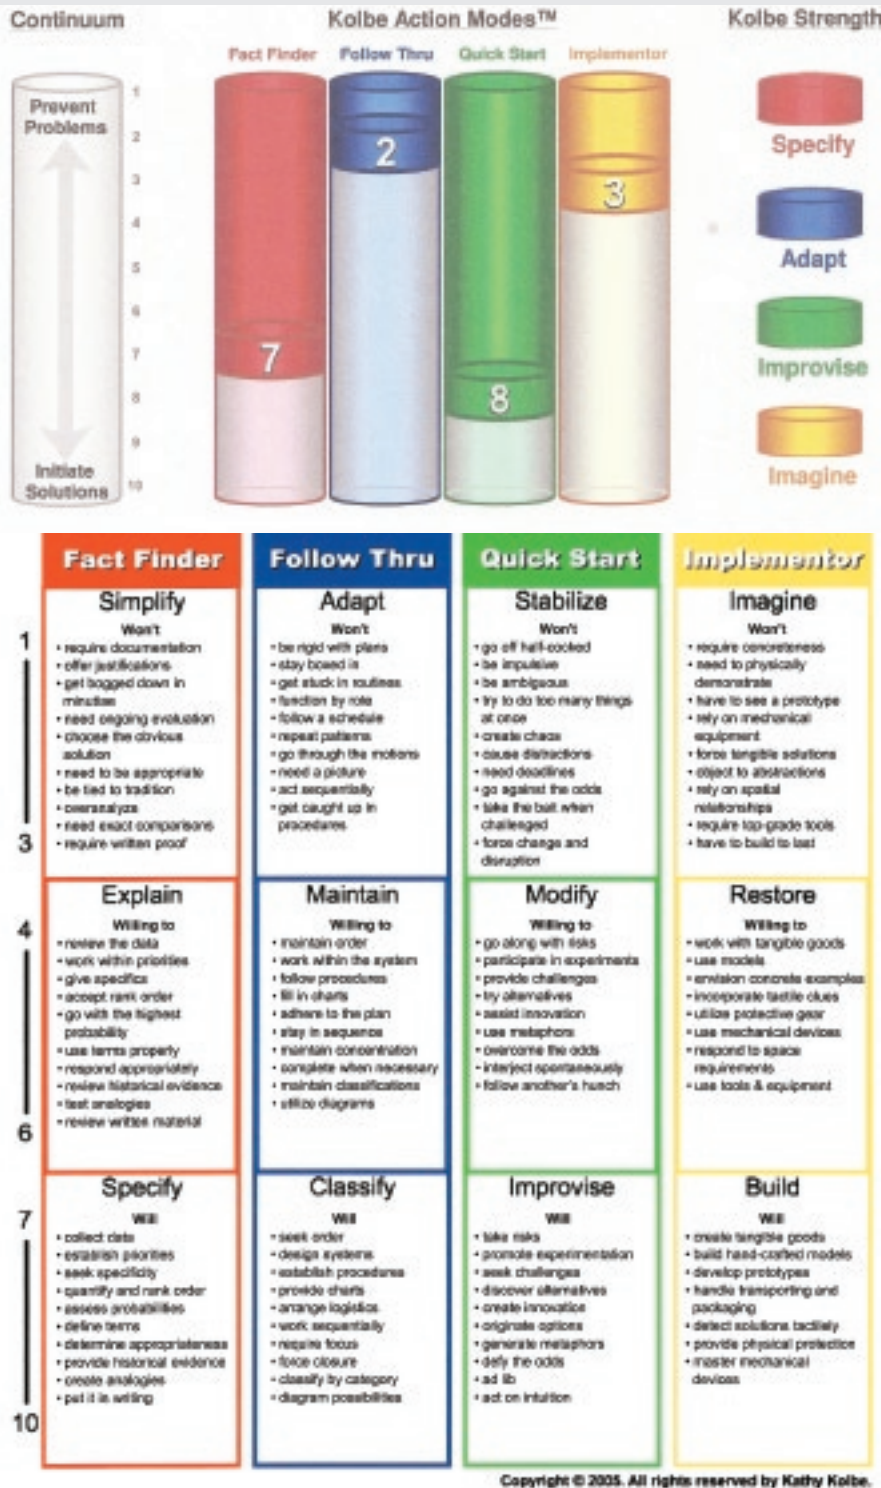 Continuum
Kolbe Action Modes™
Kolbe Strength
Fact Finder
Follow Thru
Quick Start
Implementor
Prevent
Problems
Initiate
Solutions
1
2
3
4
5
6
7
8
9
10
7
2
8
3
Specify
Adapt
Improvise
Imagine
Fact Finder
Follow Thru
Quick Start
Implementor
1
3
4
6
7
10
Simplify
Won't
• require documentation
• offer justifications
• get bogged down in
minutiae
• need ongoing evaluation
• choose the obvious
solution
• need to be appropriate
• be tied to tradition
• overanalyze
• need exact comparisons
• require written proof
Adapt
Won't
• be rigid with plans
• stay boxed in
• get stuck in routines
• function by rote
• follow a schedule
• repeat patterns
• go through the motions
• need a picture
• act sequentially
• get caught up in
procedures
Stabilize
Won't
• go off half-cocked
• be impulsive
• be ambiguous
• try to do too many things
at once
• create chaos
• cause distractions
• need deadlines
• go against the odds
• take the bait when
challenged
• force change and
disruption
Imagine
Won't
• require concreteness
• need to physically
demonstrate
• have to see a prototype
• rely on mechanical
equipment
• force tangible solutions
• object to abstractions
• rely on spatial
relationships
• require top-grade tools
• have to build to last
Explain
Willing to
• review the data
• work within priorities
• give specifics
• accept rank order
• go with the highest
probability
• use terms properly
• respond appropriately
• review historical evidence
• test analogies
• review written material
Maintain
Willing to
• maintain order
• work within the system
• follow procedures
• fill in charts
• adhere to the plan
• stay in sequence
• maintain concentration
• complete when necessary
• maintain classifications
• utilize diagrams
Modify
Willing to
• go along with risks
• participate in experiments
• provide challenges
• try alternatives
• assist innovation
• use metaphors
• overcome the odds
• interject spontaneously
• follow another's hunch
Restore
Willing to
• work with tangible goods
• use models
• envision concrete examples
• incorporate tactile clues
• utilize protective gear
• use mechanical devices
• respond to space
requirements
• use tools & equipment
Specify
Will
• collect data
• establish priorities
• seek specificity
• quantify and rank order
• assess probabilities
• define terms
• determine appropriateness
• provide historical evidence
• create analogies
• put it in writing
Classify
Will
• seek order
• design systems
• establish procedures
• provide charts
• arrange logistics
• work sequentially
• require focus
• force closure
• classify by category
• diagram possibilities
Improvise
Will
• take risks
• promote experimentation
• seek challenges
• discover alternatives
• create innovation
• originate options
• generate metaphors
• defy the odds
• ad lib
• act on intuition
Build
Will
• create tangible goods
• build hand-crafted models
• develop prototypes
• handle transporting and
packaging
• detect solutions tactilely
• provide physical protection
• master mechanical
devices
Copyright © 2005. All rights reserved by Kathy Kolbe.